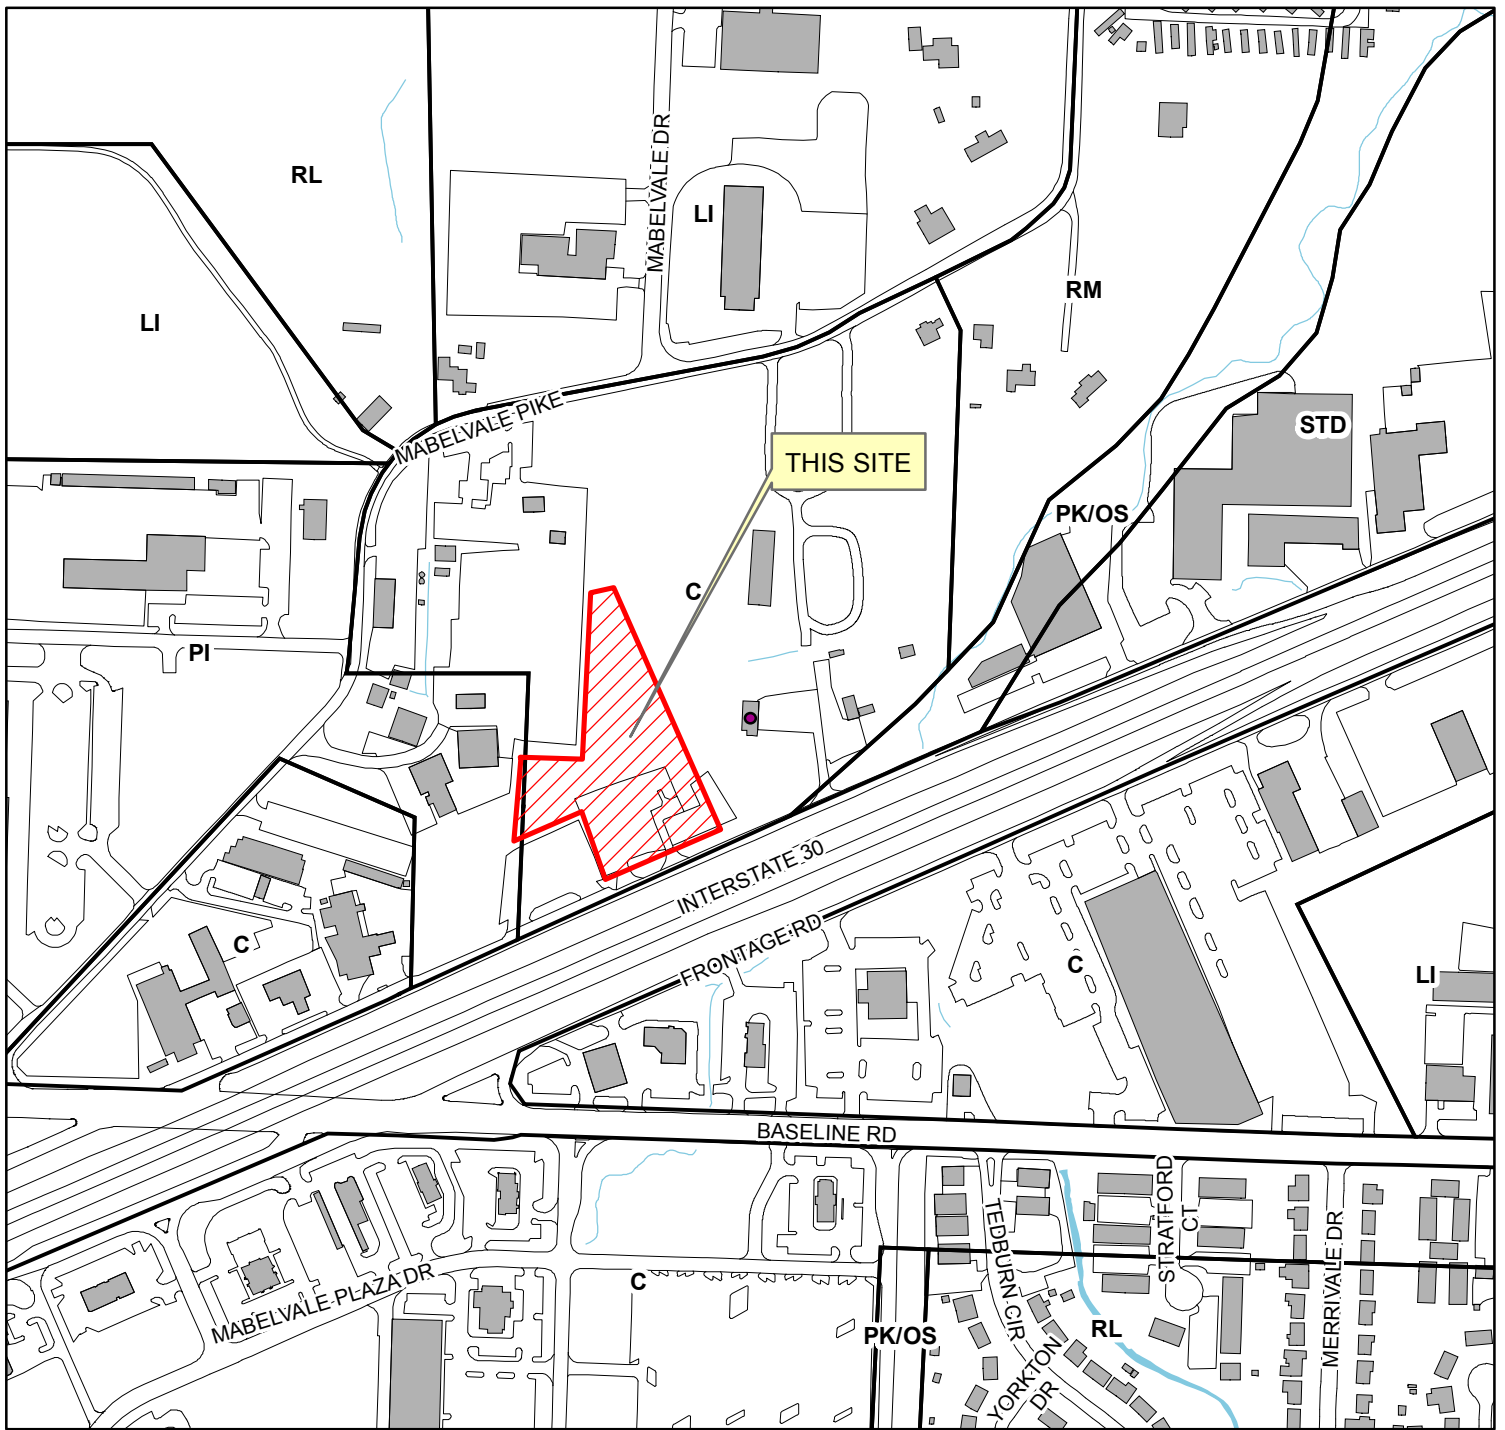 RL
MABELVALE DR
LI
RM
LI
MABELVALE PIKE
STD
THIS SITE
PK/OS
C
PI
INTERSTATE 30
C
FRONTAGE RD
C
LI
BASELINE RD
STRATFORD
CT
TEDBURN CIR
MERRIVALE DR
C
MABELVALE PLAZA DR
PK/OS
RL
YORKTON
DR